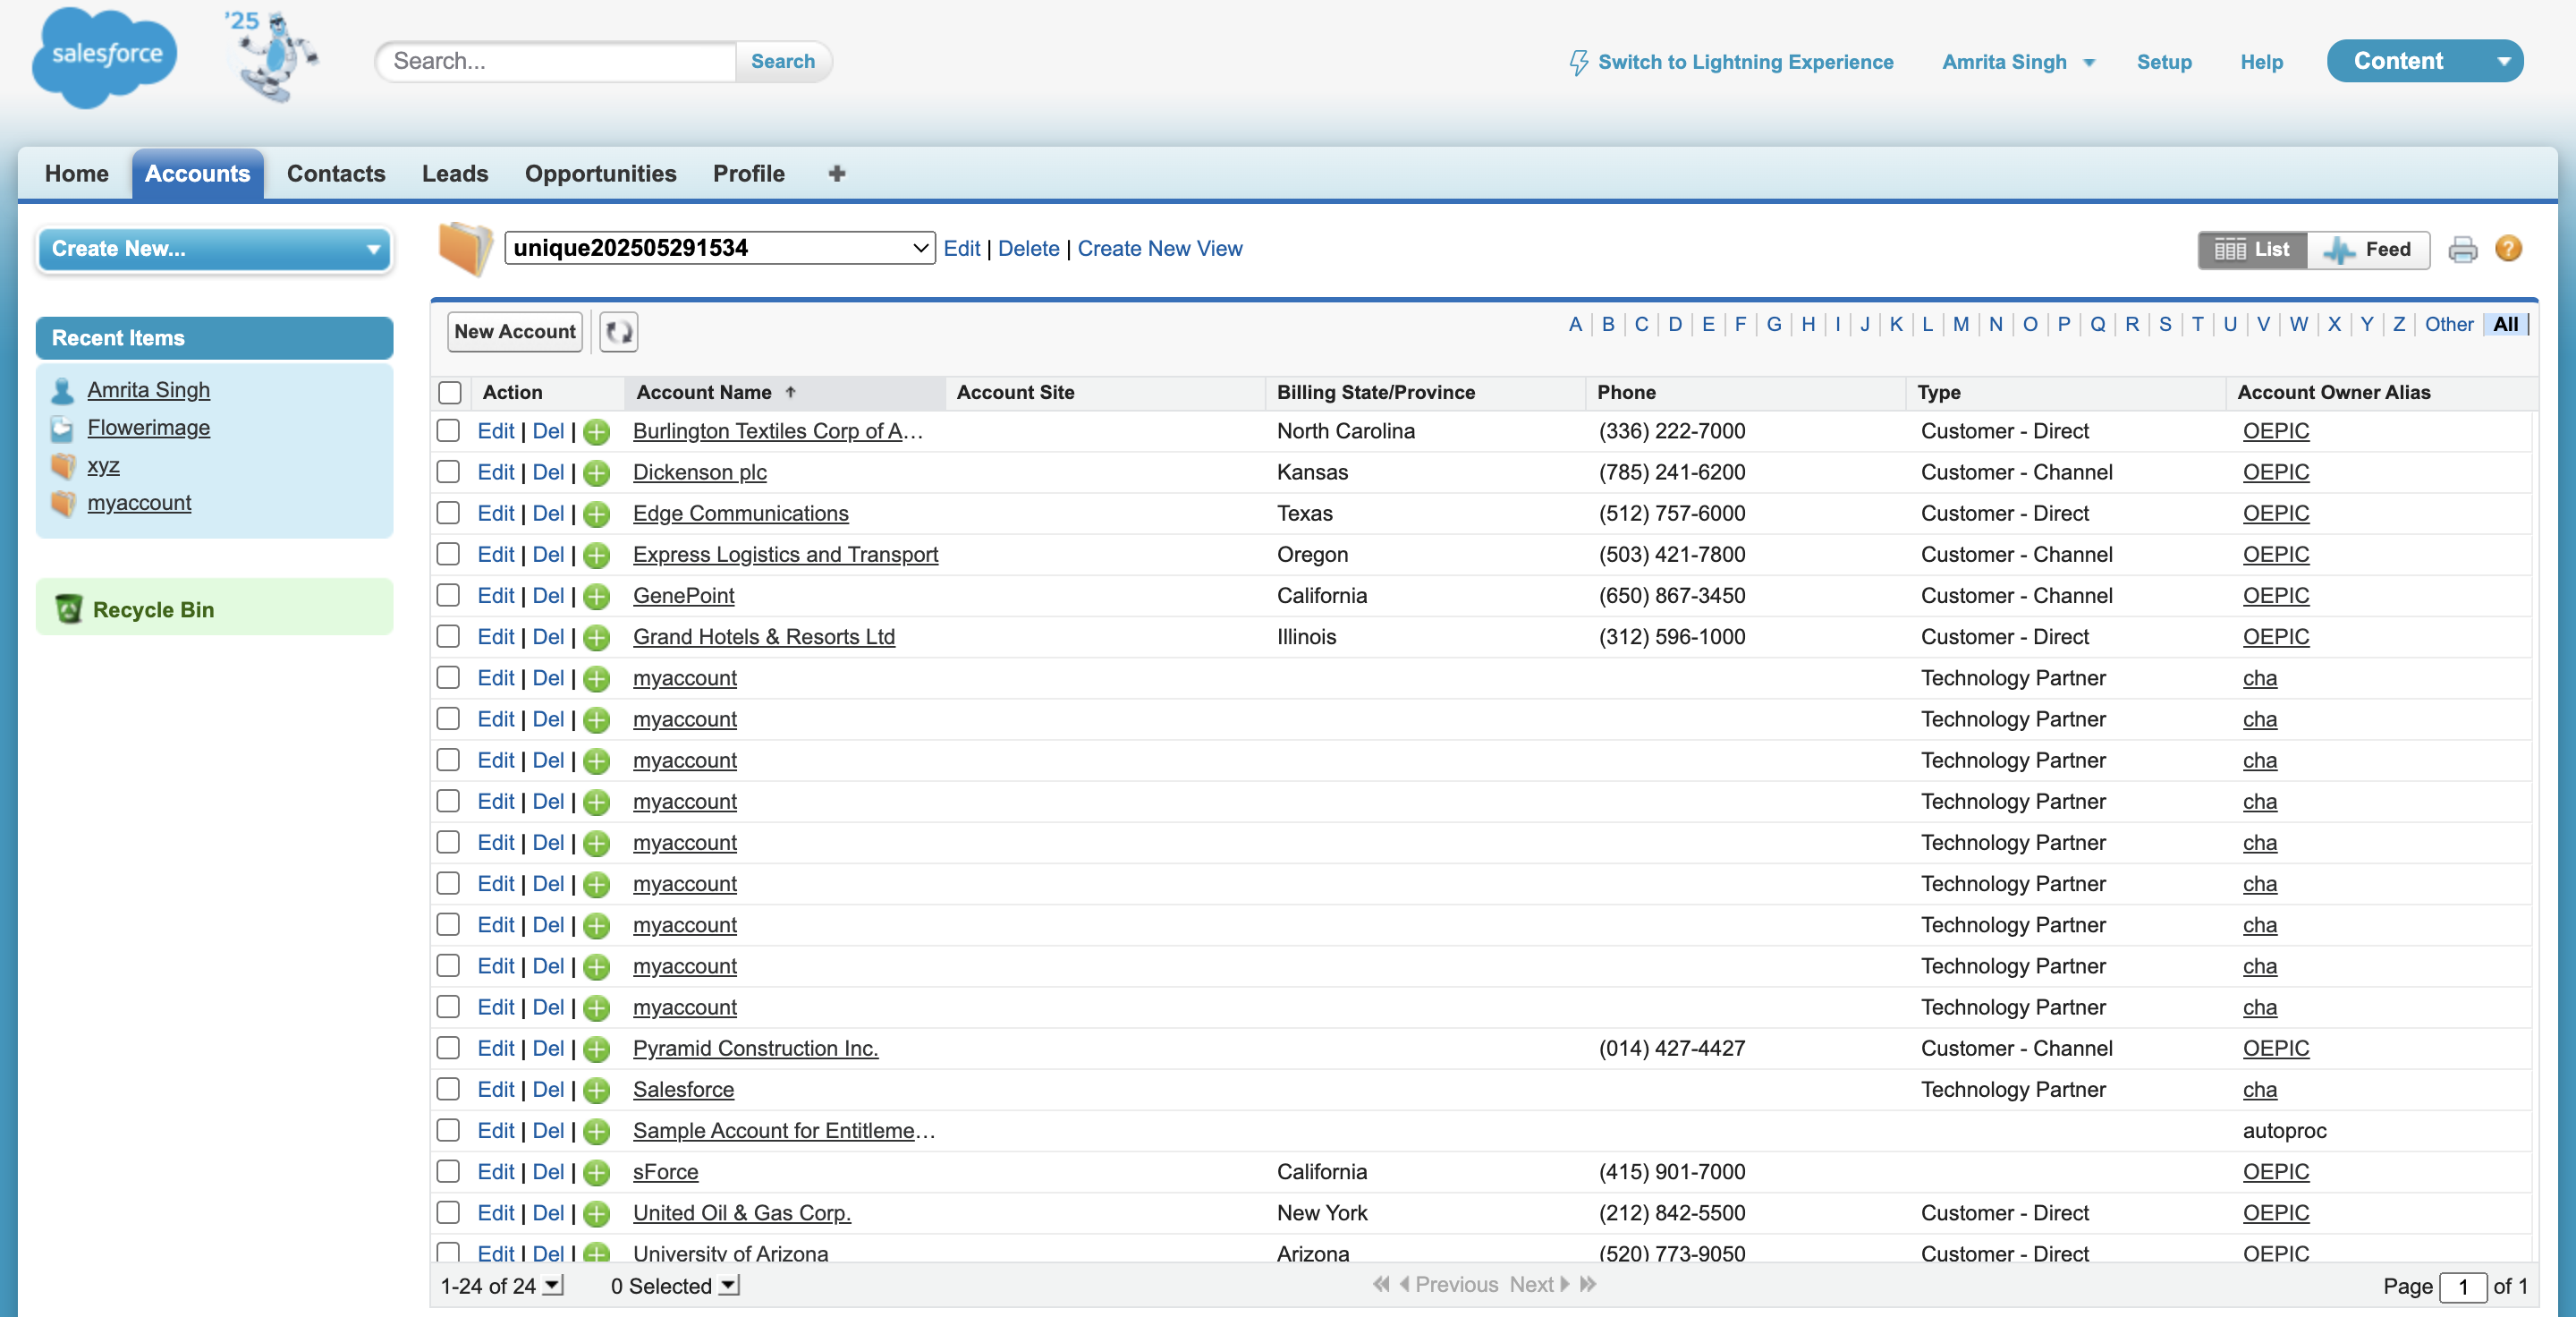 salesforce
'25
Search...
Search
Switch to Lightning Experience
Amrita Singh
Setup
Help
Content
Home
Accounts
Contacts
Leads
Opportunities
Profile
Create New...
Recent Items
Amrita Singh
Flowerimage
xyz
myaccount
Recycle Bin
unique202505291534
Edit | Delete | Create New View
List
Feed
New Account
A | B | C | D | E | F | G | H | I | J | K | L | M | N | O | P | Q | R | S | T | U | V | W | X | Y | Z | Other | All |
Action Account Name Account Site Billing State/Province Phone Type Account Owner Alias
Edit | Del | Burlington Textiles Corp of A... North Carolina (336) 222-7000 Customer - Direct OEPIC
Edit | Del | Dickenson plc Kansas (785) 241-6200 Customer - Channel OEPIC
Edit | Del | Edge Communications Texas (512) 757-6000 Customer - Direct OEPIC
Edit | Del | Express Logistics and Transport Oregon (503) 421-7800 Customer - Channel OEPIC
Edit | Del | GenePoint California (650) 867-3450 Customer - Channel OEPIC
Edit | Del | Grand Hotels & Resorts Ltd Illinois (312) 596-1000 Customer - Direct OEPIC
Edit | Del | myaccount Technology Partner cha
Edit | Del | myaccount Technology Partner cha
Edit | Del | myaccount Technology Partner cha
Edit | Del | myaccount Technology Partner cha
Edit | Del | myaccount Technology Partner cha
Edit | Del | myaccount Technology Partner cha
Edit | Del | myaccount Technology Partner cha
Edit | Del | myaccount Technology Partner cha
Edit | Del | myaccount Technology Partner cha
Edit | Del | Pyramid Construction Inc. (014) 427-4427 Customer - Channel OEPIC
Edit | Del | Salesforce Technology Partner cha
Edit | Del | Sample Account for Entitleme... autoproc
Edit | Del | sForce California (415) 901-7000 OEPIC
Edit | Del | United Oil & Gas Corp. New York (212) 842-5500 Customer - Direct OEPIC
Edit | Del | University of Arizona Arizona (520) 773-9050 Customer - Direct OEPIC
1-24 of 24 0 Selected Previous Next Page 1 of 1